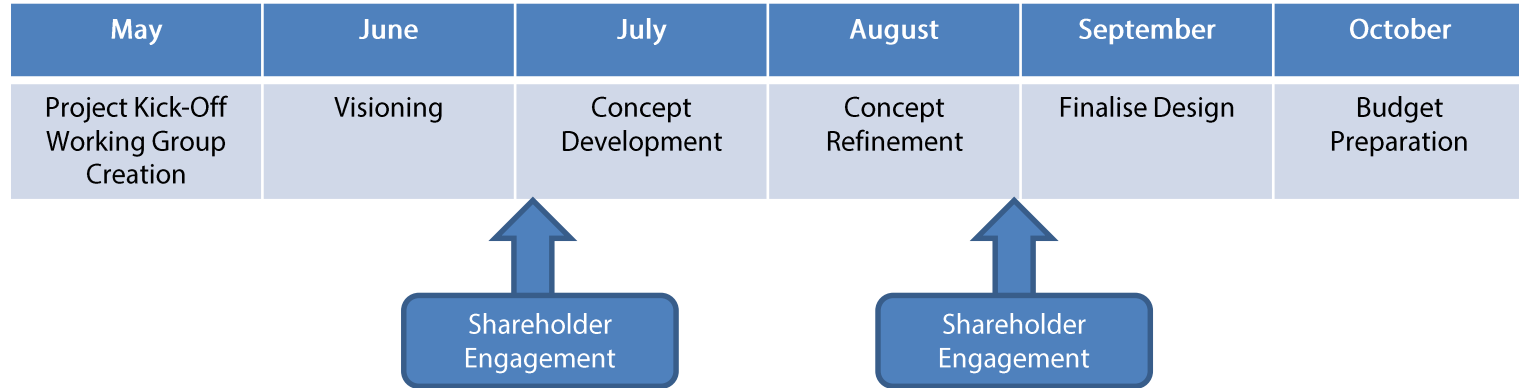 May
June
July
August
September
October
Project Kick-Off
Working Group
Creation
Visioning
Concept
Development
Concept
Refinement
Finalise Design
Budget
Preparation
Shareholder
Engagement
Shareholder
Engagement